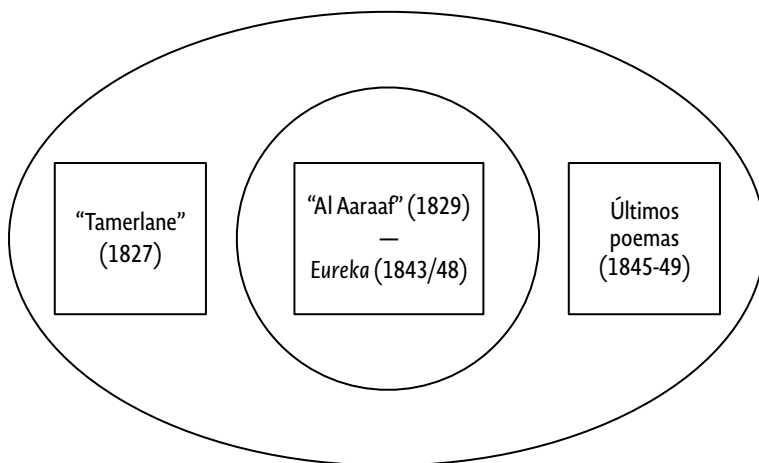 “Tamerlane”
(1827)
“Al Aaraaf” (1829)
—
Eureka (1843/48)
Últimos
poemas
(1845-49)